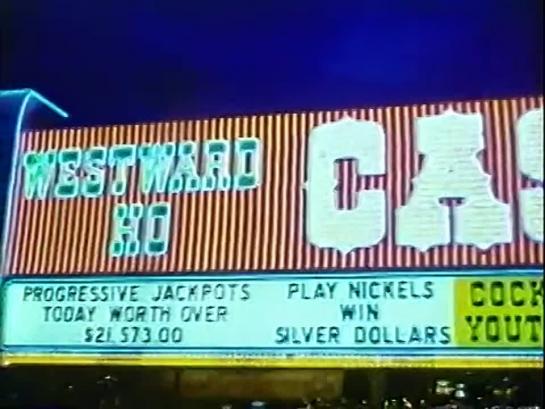 WESTWARD
HO
CAS
PROGRESSIVE JACKPOTS
TODAY WORTH OVER
$21,573.00
PLAY NICKELS
WIN
SILVER DOLLARS
COCK
YOUT